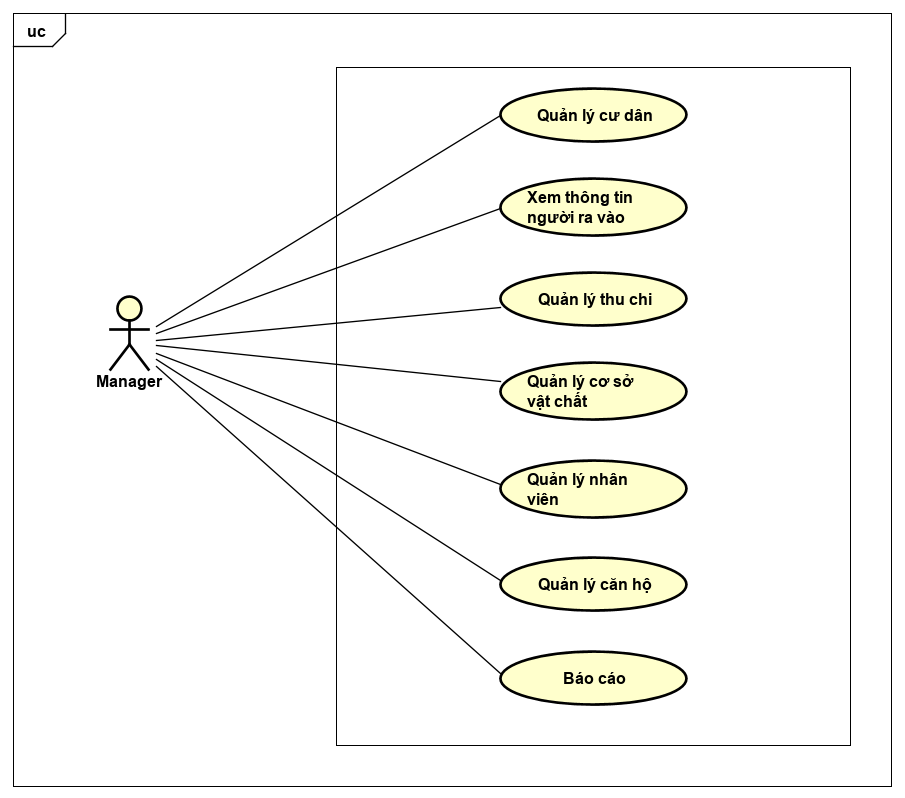 uc
Quản lý cư dân
Xem thông tin
người ra vào
Quản lý thu chi
Manager
Quản lý cơ sở
vật chất
Quản lý nhân
viên
Quản lý căn hộ
Báo cáo